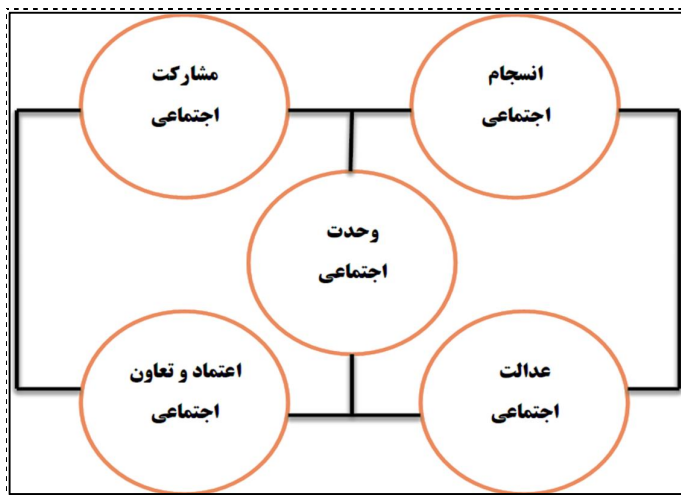 انسجام
اجتماعی
مشارکت
اجتماعی
وحدت
اجتماعی
عدالت
اجتماعی
اعتماد و تعاون
اجتماعی